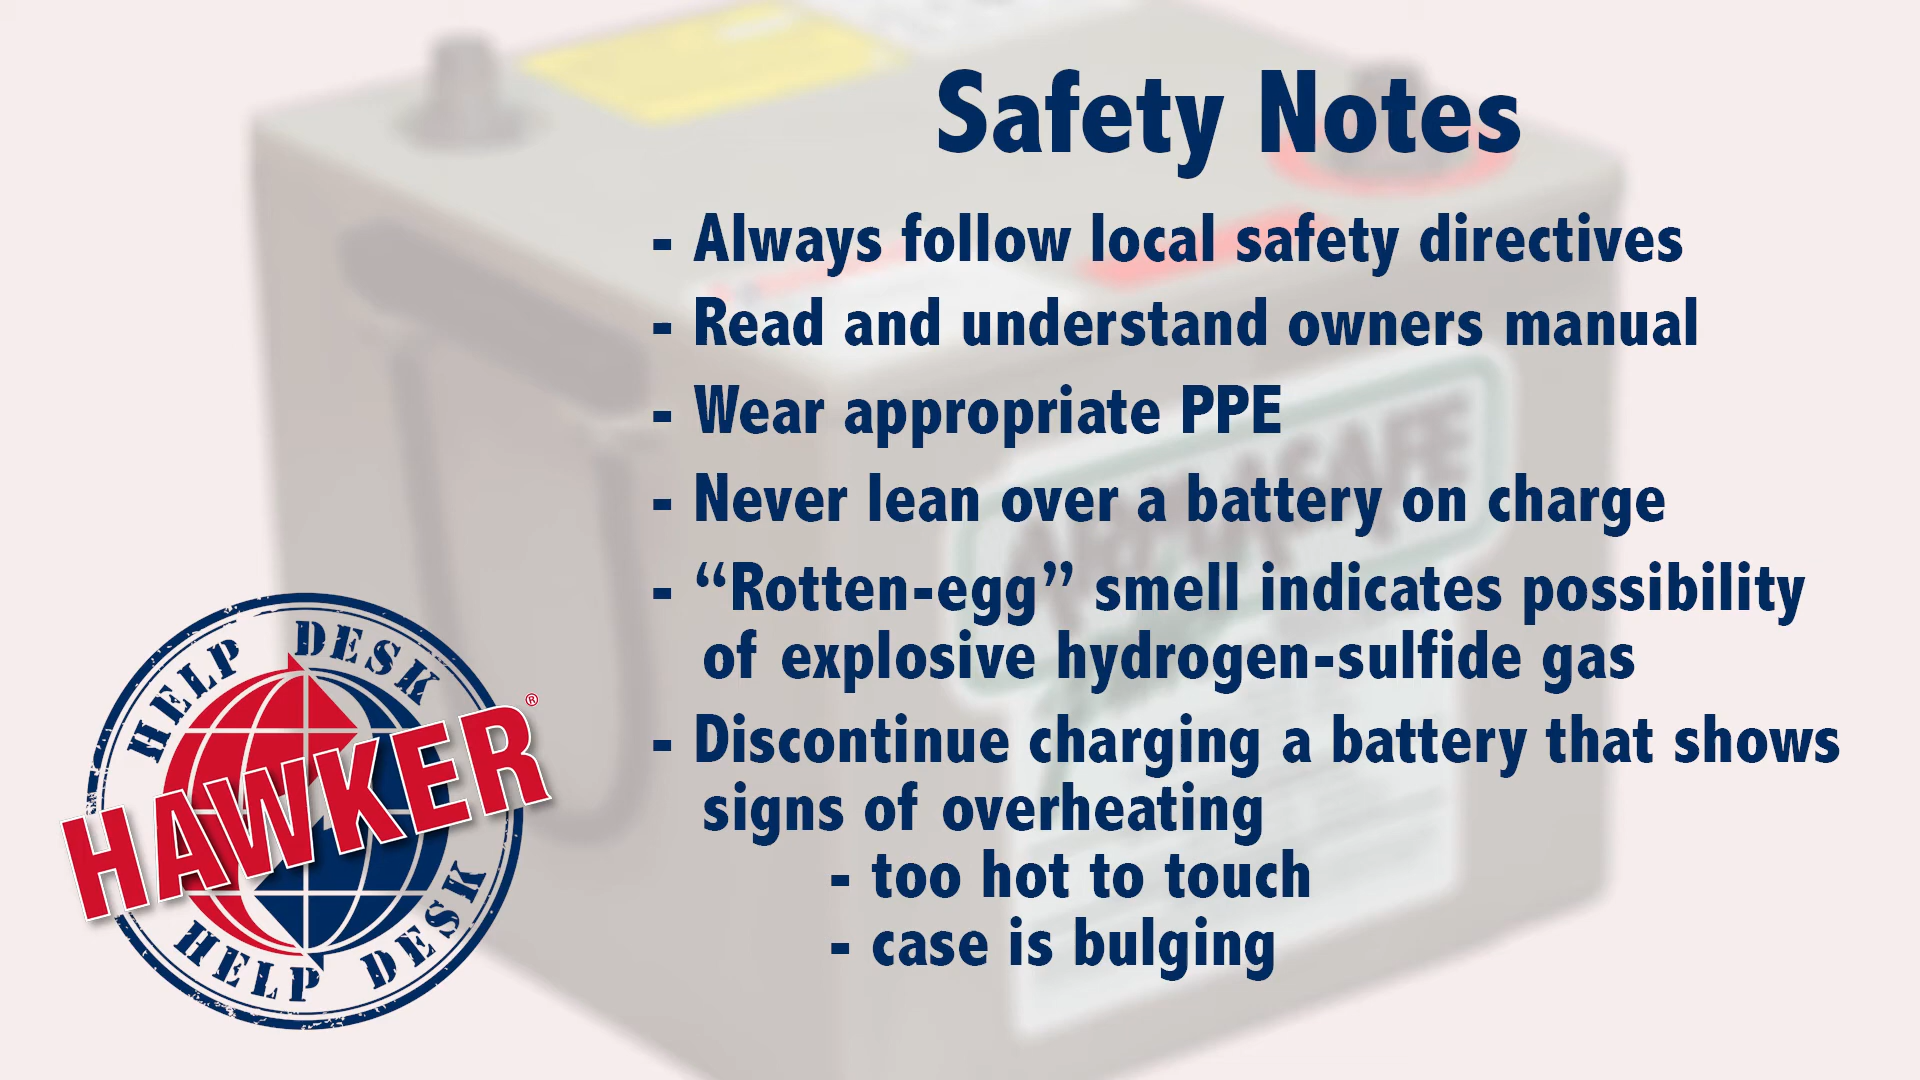 Safety Notes
- Always follow local safety directives
- Read and understand owners manual
- Wear appropriate PPE
- Never lean over a battery on charge
- “Rotten-egg” smell indicates possibility
of explosive hydrogen-sulfide gas
- Discontinue charging a battery that shows
signs of overheating
- too hot to touch
- case is bulging
HELP DESK
HAWKER®
HELP DESK
ARMASAFE